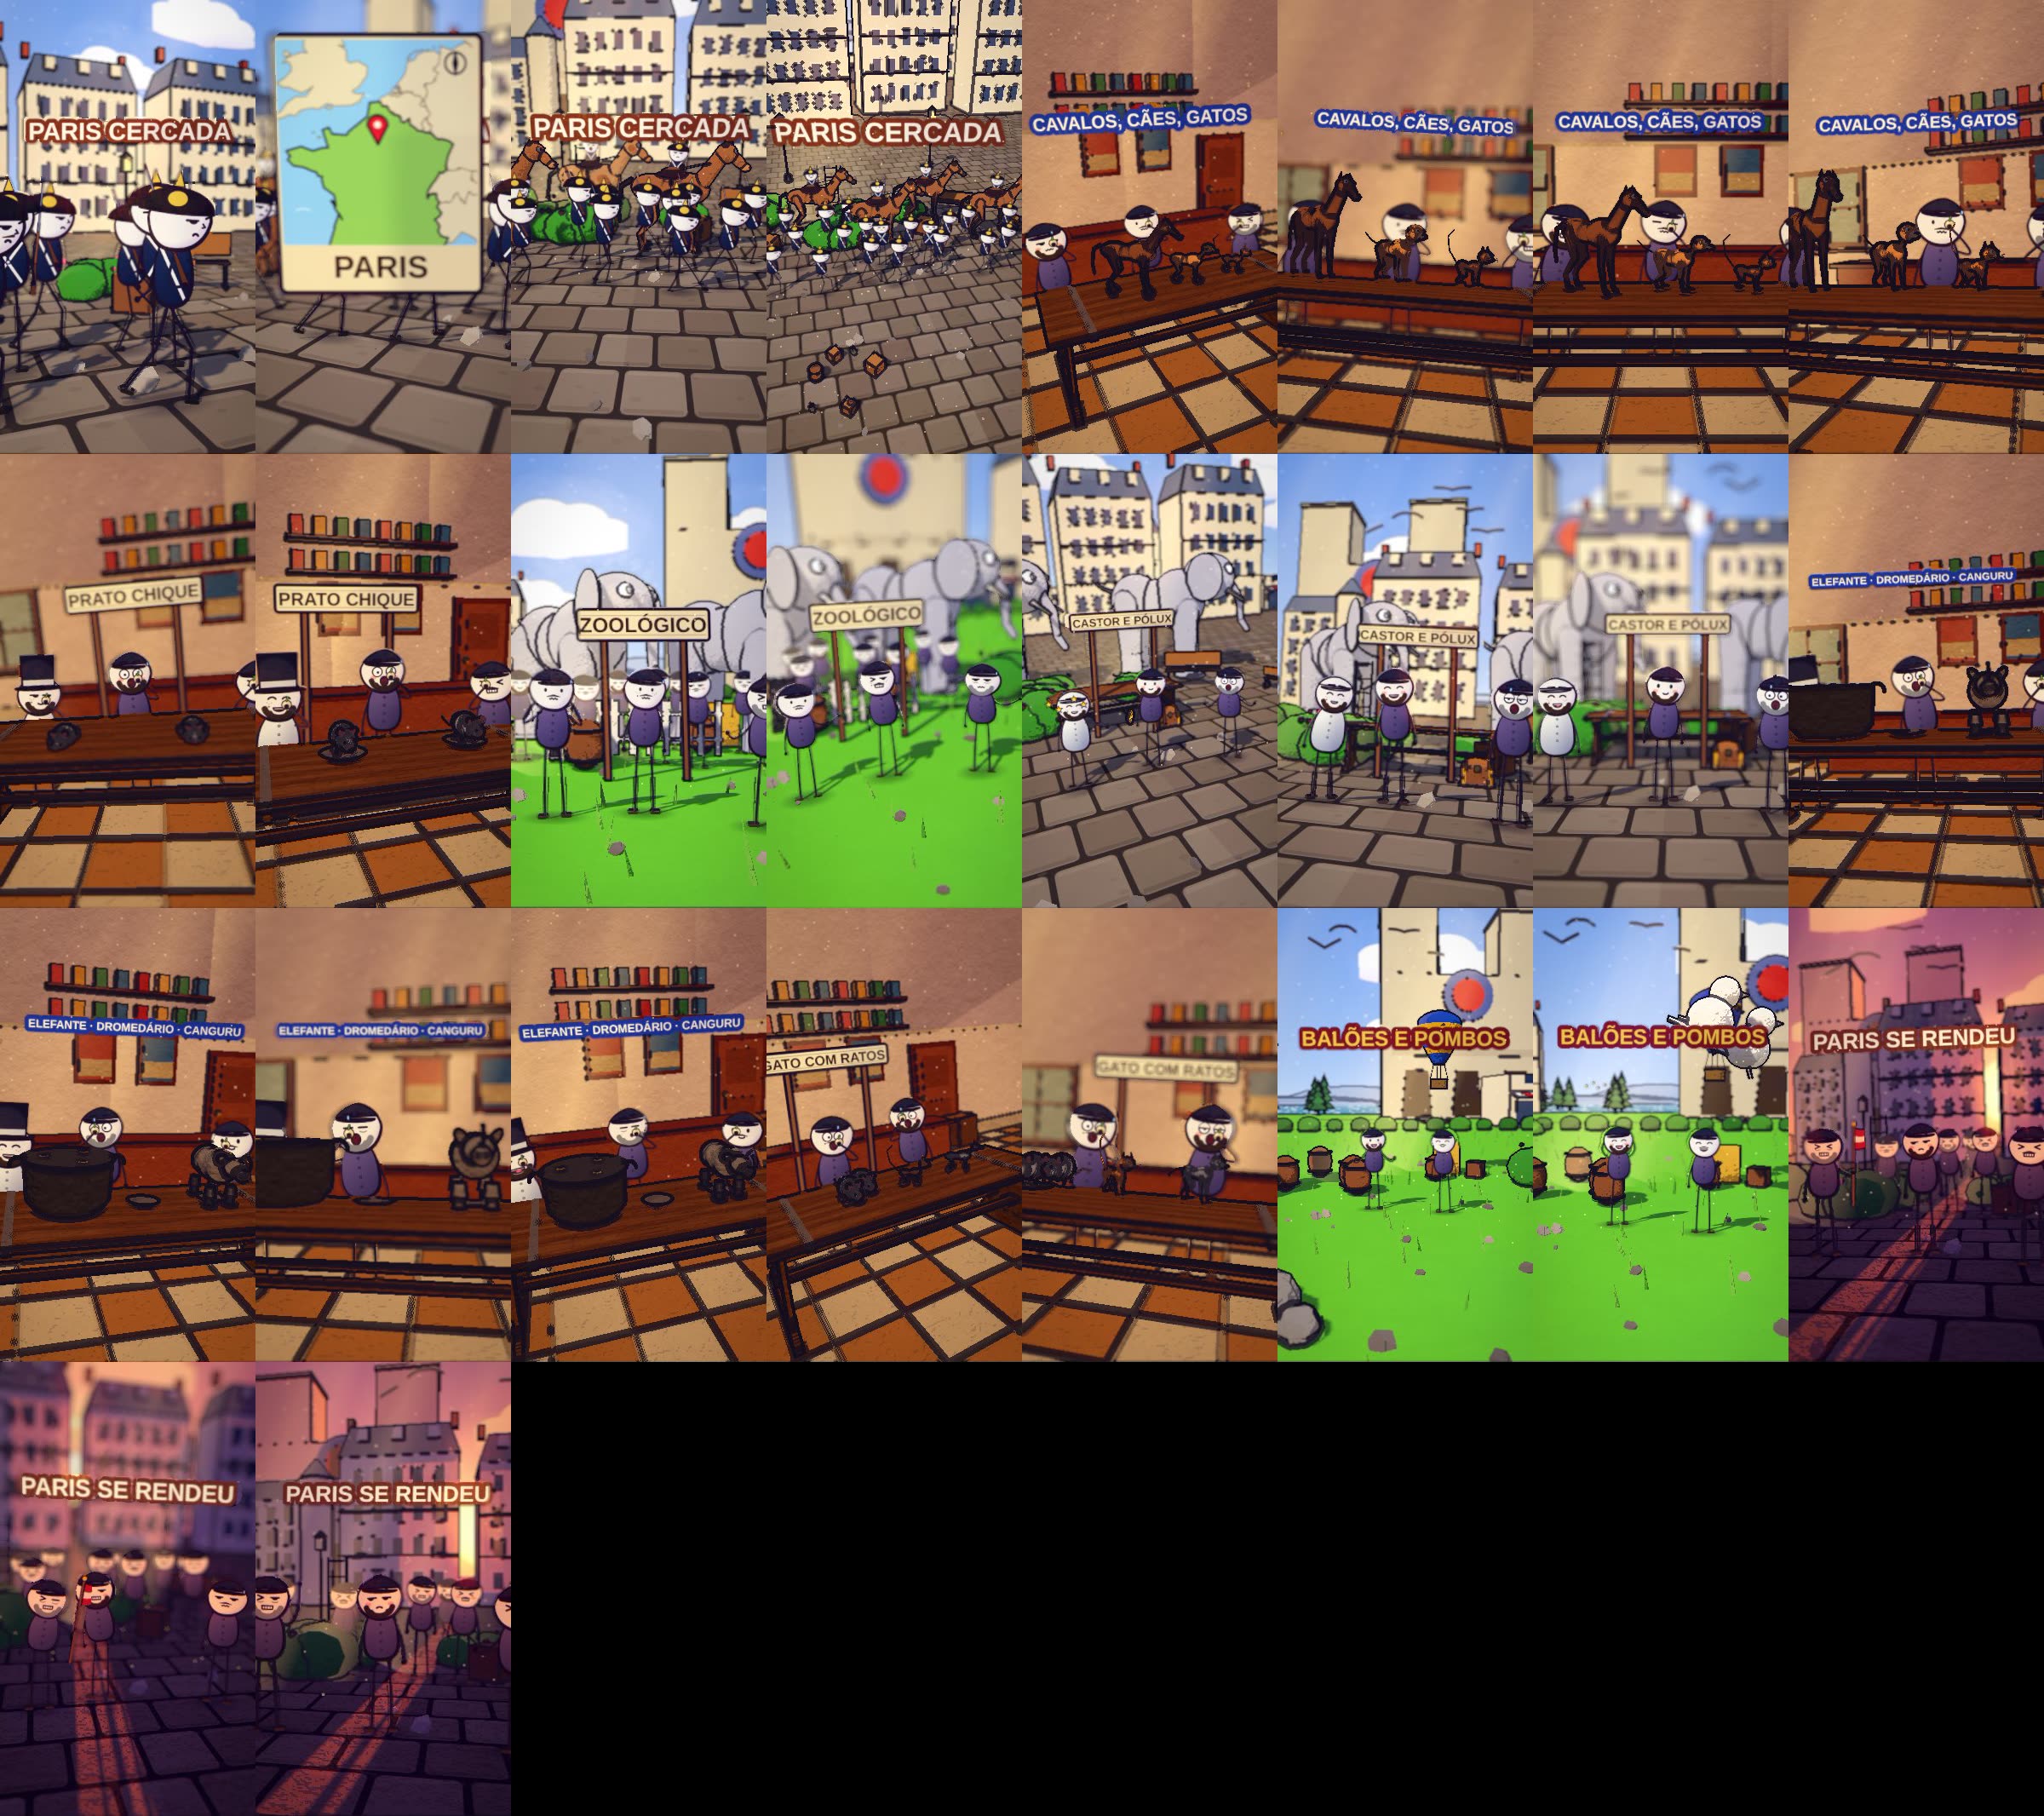 PARIS CERCADA
PARIS
PARIS CERCADA
PARIS CERCADA
CAVALOS, CÃES, GATOS
CAVALOS, CÃES, GATOS
CAVALOS, CÃES, GATOS
CAVALOS, CÃES, GATOS
PRATO CHIQUE
PRATO CHIQUE
ZOOLÓGICO
ZOOLÓGICO
CASTOR E PÓLUX
CASTOR E PÓLUX
CASTOR E PÓLUX
ELEFANTE · DROMEDÁRIO · CANGURU
ELEFANTE · DROMEDÁRIO · CANGURU
ELEFANTE · DROMEDÁRIO · CANGURU
ELEFANTE · DROMEDÁRIO · CANGURU
GATO COM RATOS
GATO COM RATOS
BALÕES E POMBOS
BALÕES E POMBOS
PARIS SE RENDEU
PARIS SE RENDEU
PARIS SE RENDEU